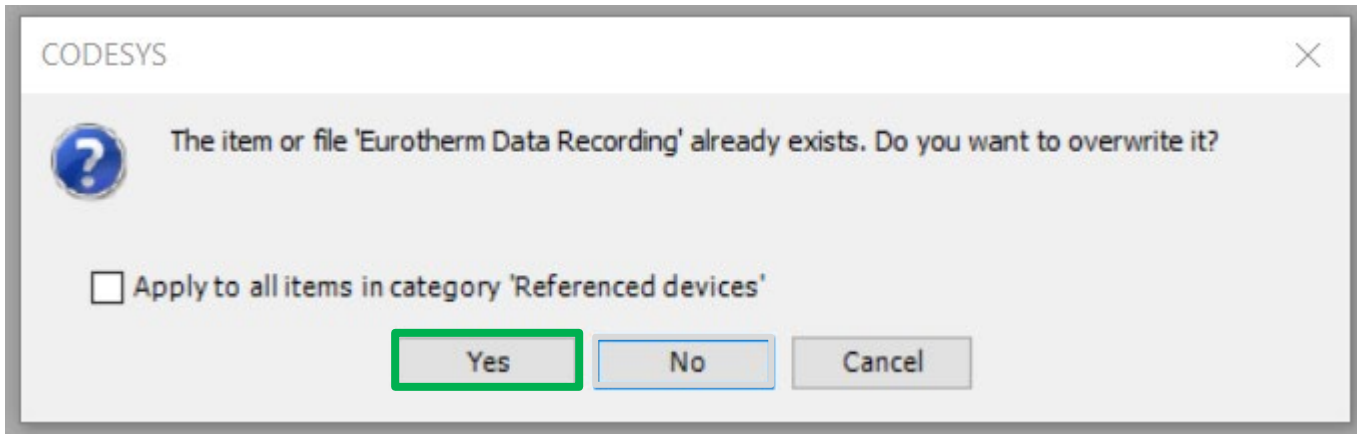 CODESYS
The item or file 'Eurotherm Data Recording' already exists. Do you want to overwrite it?
Apply to all items in category 'Referenced devices'
Yes No Cancel